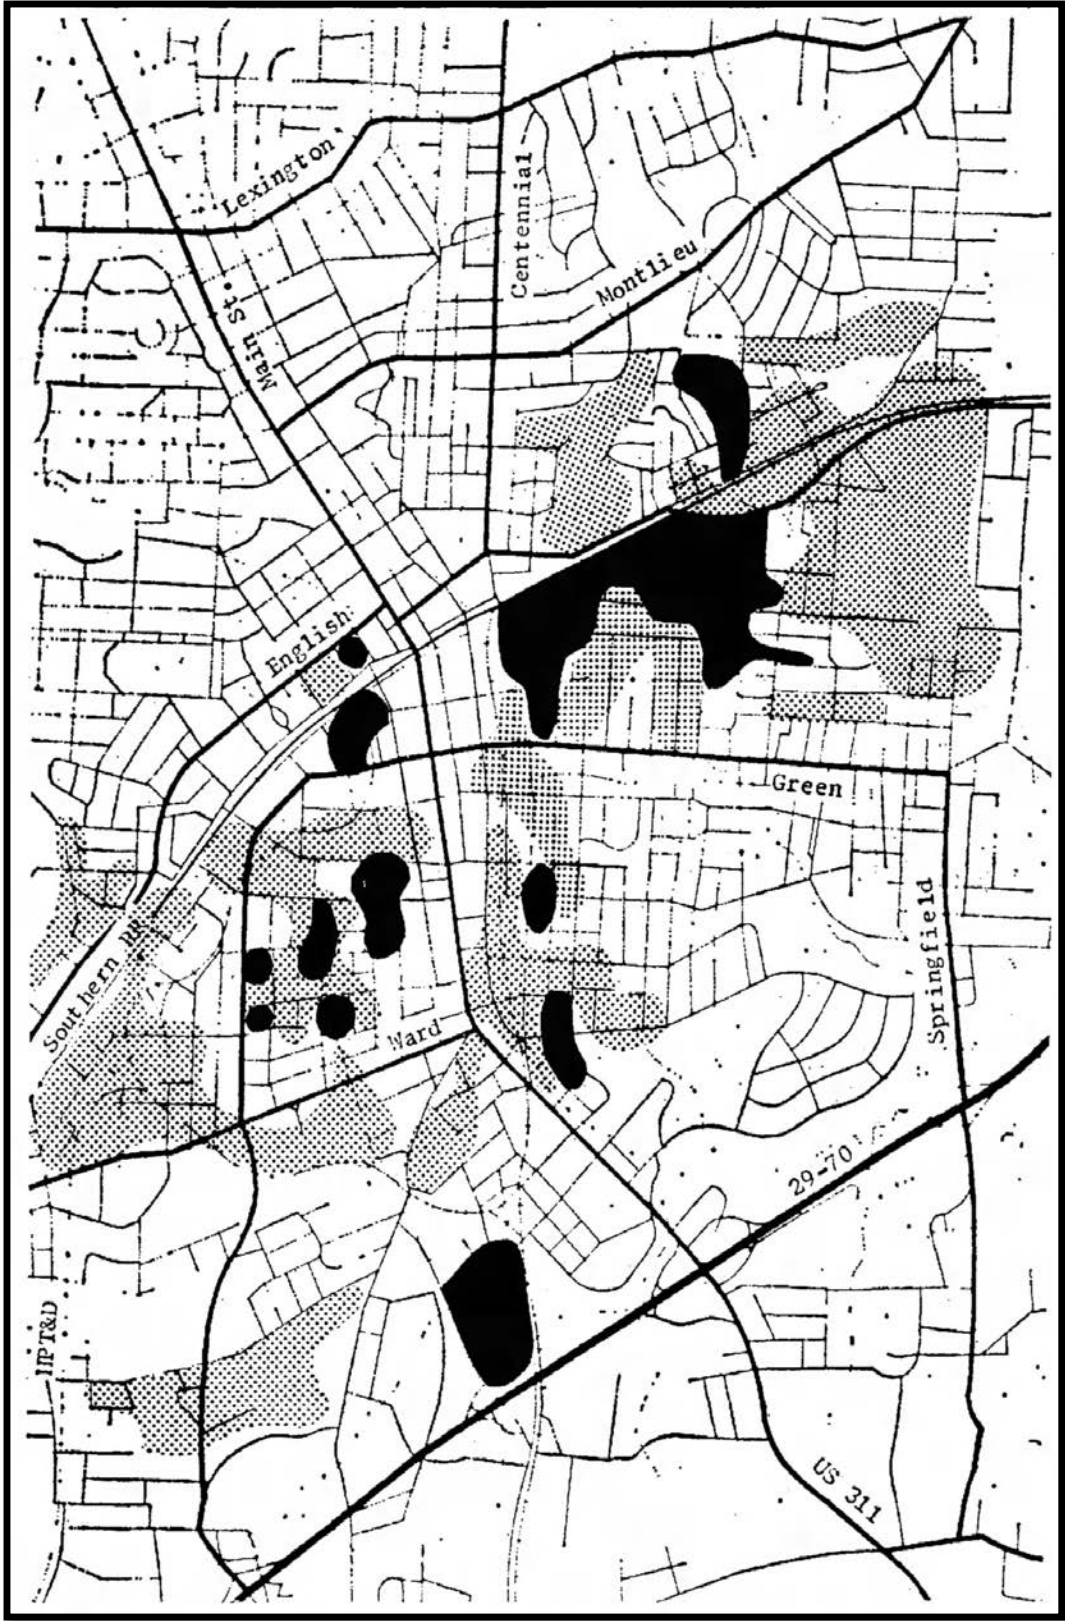 Lexington
Centennial
Montlieu
Main St.
English
Green
Springfield
Southern RR
Ward
29-70
HPT&D
US 311